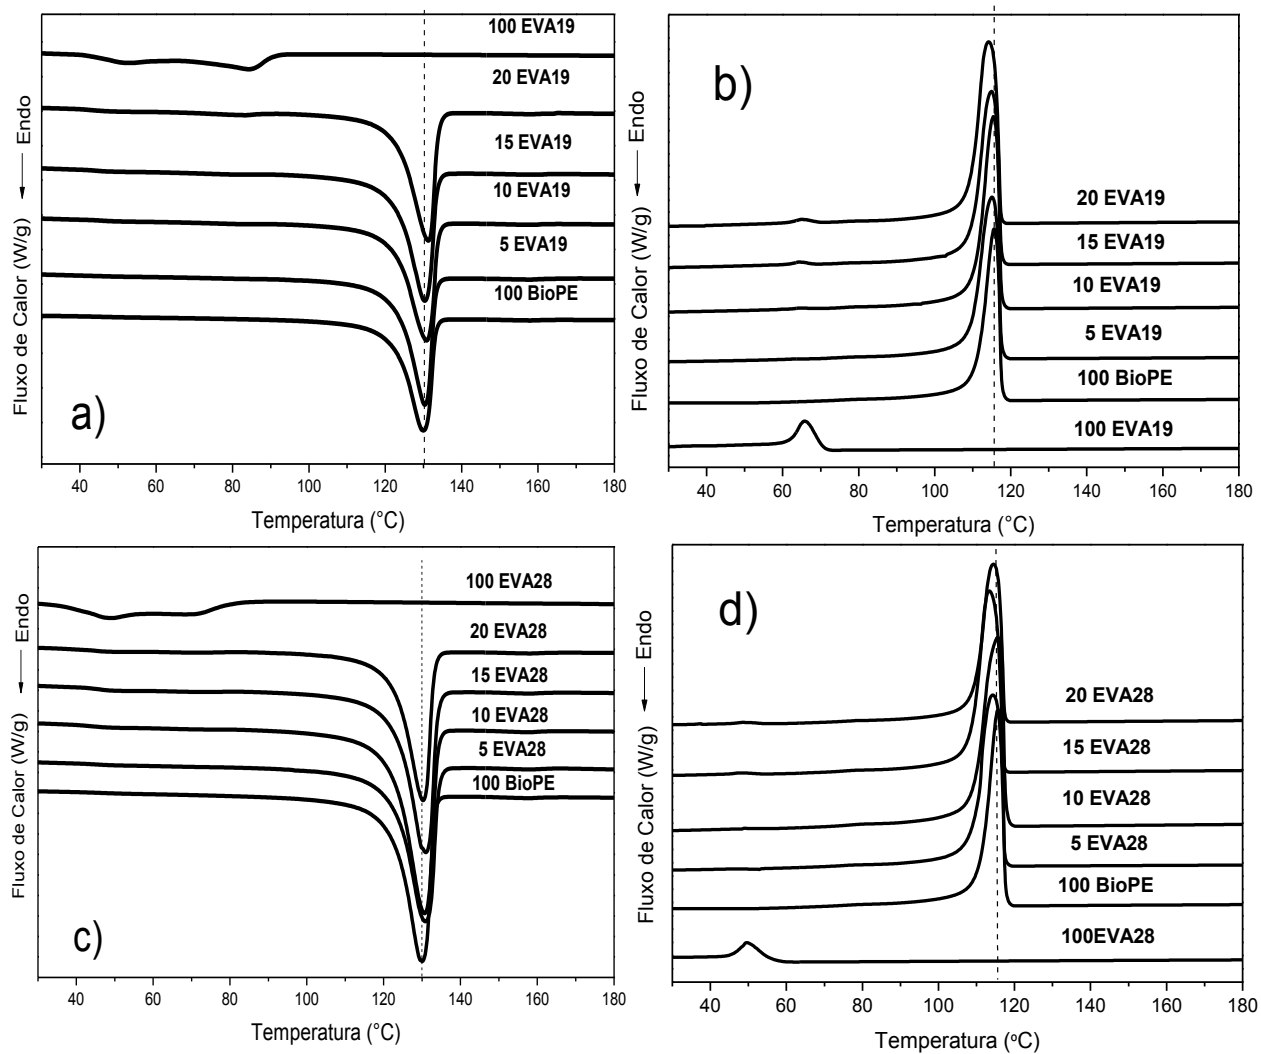 100 EVA19
20 EVA19
15 EVA19
10 EVA19
5 EVA19
100 BioPE
a)
Fluxo de Calor (W/g) ← Endo
40 60 80 100 120 140 160 180
Temperatura (°C)
b)
20 EVA19
15 EVA19
10 EVA19
5 EVA19
100 BioPE
100 EVA19
Fluxo de Calor (W/g) ← Endo
40 60 80 100 120 140 160 180
Temperatura (°C)
100 EVA28
20 EVA28
15 EVA28
10 EVA28
5 EVA28
100 BioPE
c)
Fluxo de Calor (W/g) ← Endo
40 60 80 100 120 140 160 180
Temperatura (°C)
d)
20 EVA28
15 EVA28
10 EVA28
5 EVA28
100 BioPE
100EVA28
Fluxo de Calor (W/g) ← Endo
40 60 80 100 120 140 160 180
Temperatura (ºC)